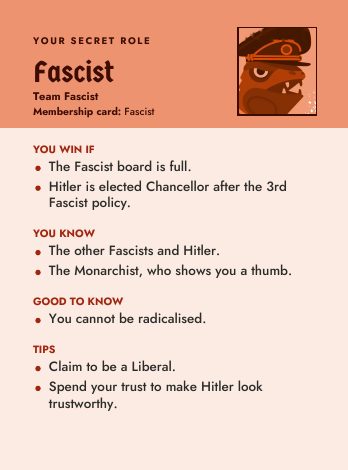 YOUR SECRET ROLE
Fascist
Team Fascist
Membership card: Fascist
YOU WIN IF
• The Fascist board is full.
• Hitler is elected Chancellor after the 3rd
Fascist policy.
YOU KNOW
• The other Fascists and Hitler.
• The Monarchist, who shows you a thumb.
GOOD TO KNOW
• You cannot be radicalised.
TIPS
• Claim to be a Liberal.
• Spend your trust to make Hitler look
trustworthy.